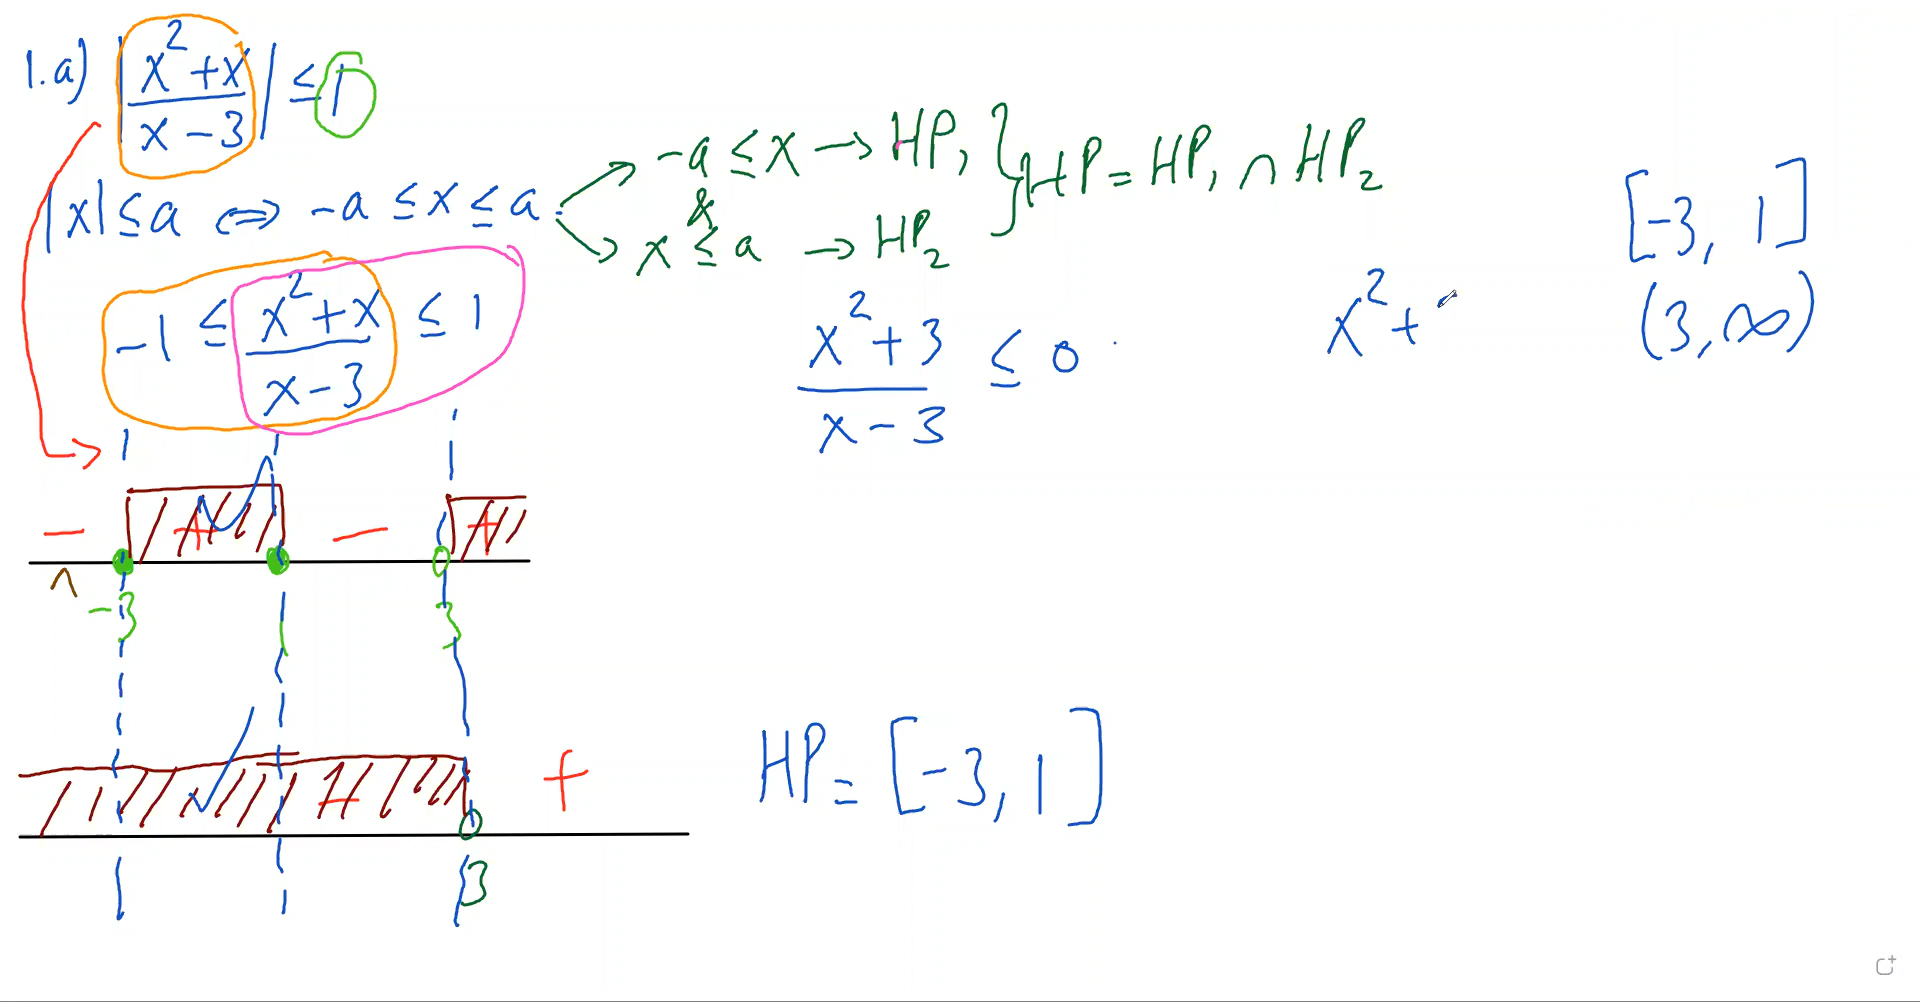 1.a) |x²+x / x-3| ≤ 1
|x| ≤ a ⇔ -a ≤ x ≤ a
-a ≤ x → HP₁
&
x ≤ a → HP₂
} HP = HP₁ ∩ HP₂
-1 ≤ x²+x / x-3 ≤ 1
x²+3 / x-3 ≤ 0
x²+
[-3, 1]
(3, ∞)
- + - +
-3 1 3
+ +
3
HP = [-3, 1]